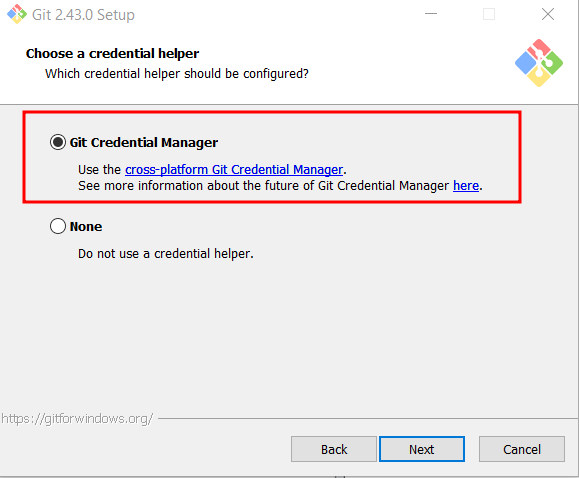 Git 2.43.0 Setup
Choose a credential helper
Which credential helper should be configured?
Git Credential Manager
Use the cross-platform Git Credential Manager.
See more information about the future of Git Credential Manager here.
None
Do not use a credential helper.
https://gitforwindows.org/
Back
Next
Cancel